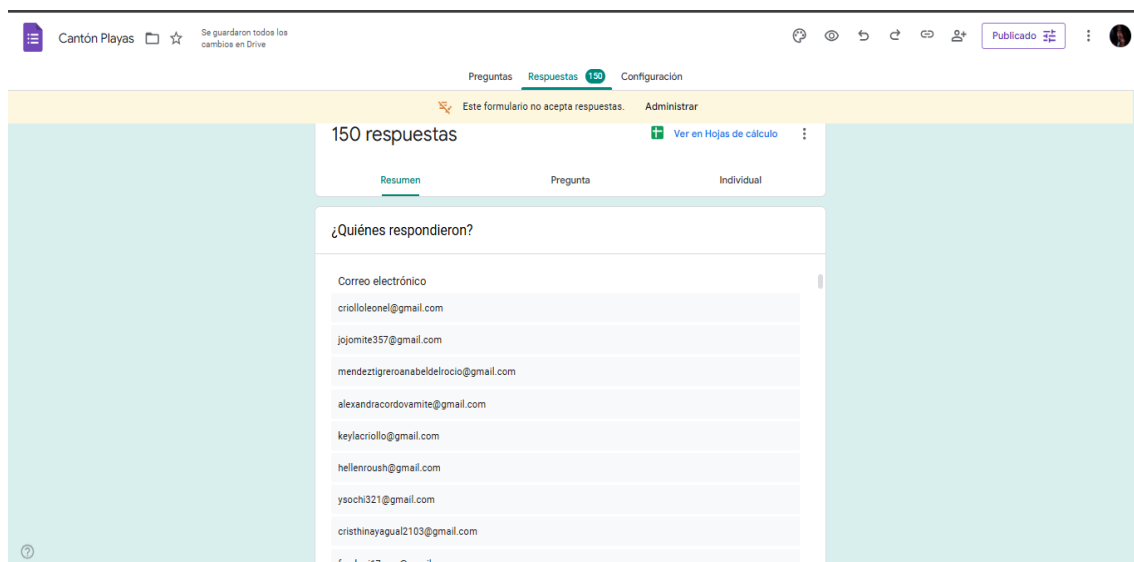 Cantón Playas
Se guardaron todos los
cambios en Drive
Publicado
Preguntas Respuestas 150 Configuración
Este formulario no acepta respuestas. Administrar
150 respuestas
Ver en Hojas de cálculo
Resumen Pregunta Individual
¿Quiénes respondieron?
Correo electrónico
criolloleonel@gmail.com
jojomite357@gmail.com
mendeztigreroanabeldelrocio@gmail.com
alexandracordovamite@gmail.com
keylacriollo@gmail.com
hellenroush@gmail.com
ysochi321@gmail.com
cristhinayagual2103@gmail.com